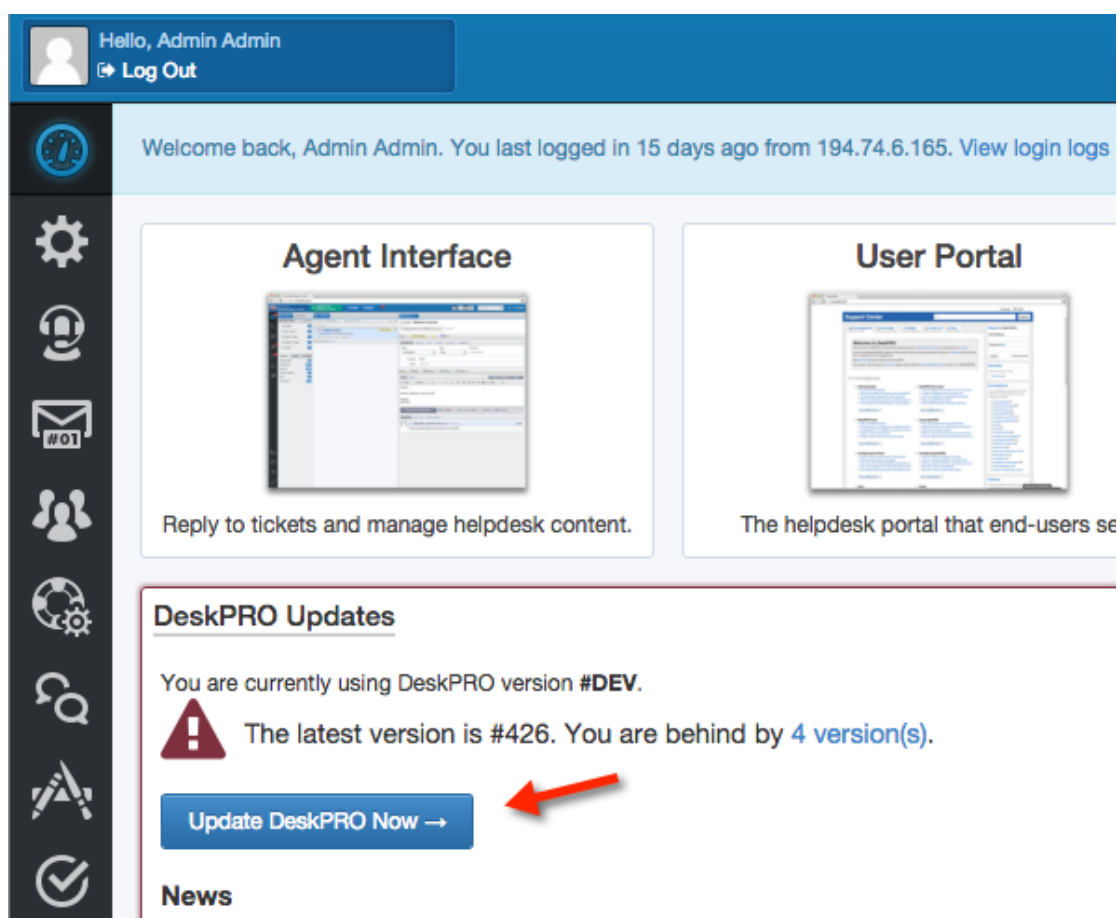 Hello, Admin Admin
Log Out
Welcome back, Admin Admin. You last logged in 15 days ago from 194.74.6.165. View login logs
Agent Interface
User Portal
Support Center
Reply to tickets and manage helpdesk content.
The helpdesk portal that end-users se
#01
DeskPRO Updates
You are currently using DeskPRO version #DEV.
The latest version is #426. You are behind by 4 version(s).
Update DeskPRO Now →
News